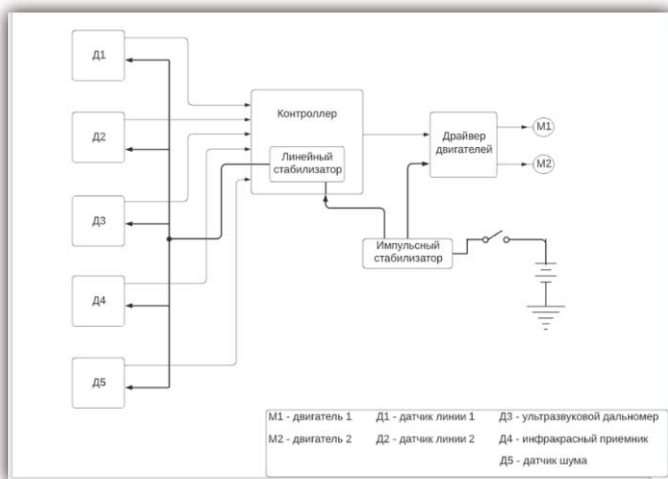 Д1
Д2
Д3
Д4
Д5
Контроллер
Линейный
стабилизатор
Драйвер
двигателей
М1
М2
Импульсный
стабилизатор
М1 - двигатель 1 Д1 - датчик линии 1 Д3 - ультразвуковой дальномер
М2 - двигатель 2 Д2 - датчик линии 2 Д4 - инфракрасный приемник
Д5 - датчик шума